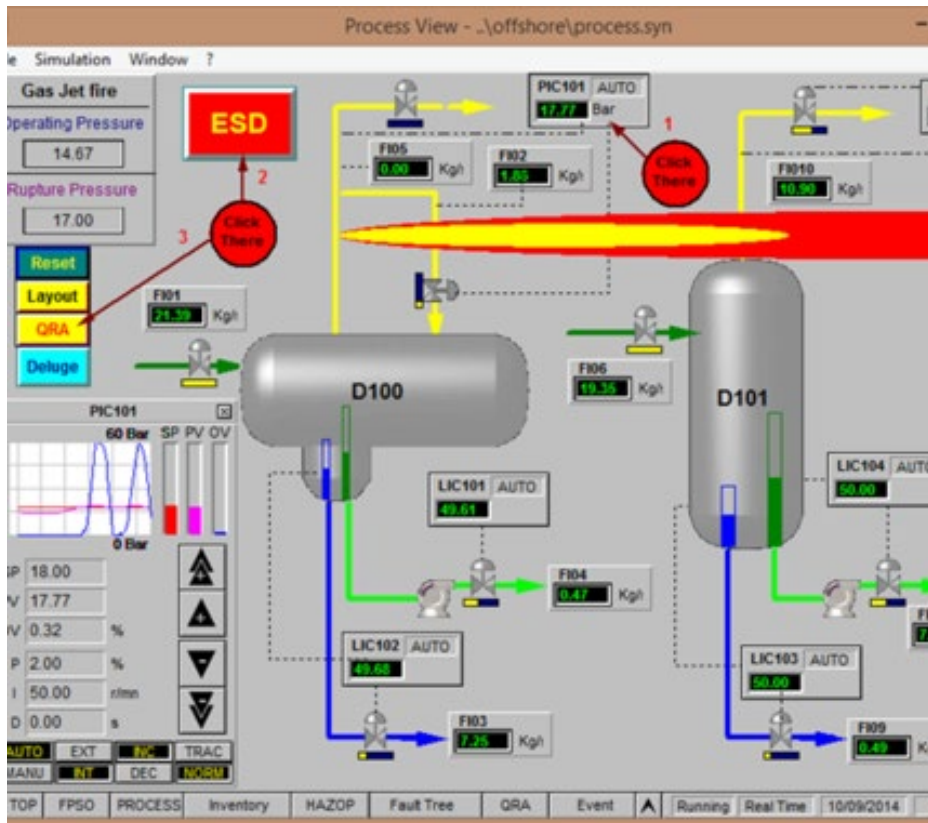 Process View - ..\offshore\process.syn
Simulation Window ?
Gas Jet fire
Operating Pressure
14.67
Rupture Pressure
17.00
ESD
2
Click There
3
Reset
Layout
QRA
Deluge
PIC101 AUTO
17.77 Bar
1
Click There
FI05
0.00 Kg/
FI02
1.86 Kg/
FI010
10.90 Kg/
FI01
21.39 Kg/
FI06
19.35 Kg/
D100
D101
PIC101
60 Bar SP PV OV
0 Bar
SP 18.00
PV 17.77
OV 0.32 %
P 2.00 %
I 50.00 r/mn
D 0.00 s
AUTO EXT INC TRAC
MANU INT DEC NORM
LIC101 AUTO
49.61
LIC104 AUTO
50.00
FI04
0.47 Kg/
LIC102 AUTO
49.68
LIC103 AUTO
50.00
FI03
7.25 Kg/
FI09
0.49
TOP FPSO PROCESS Inventory HAZOP Fault Tree QRA Event Running Real Time 10/09/2014